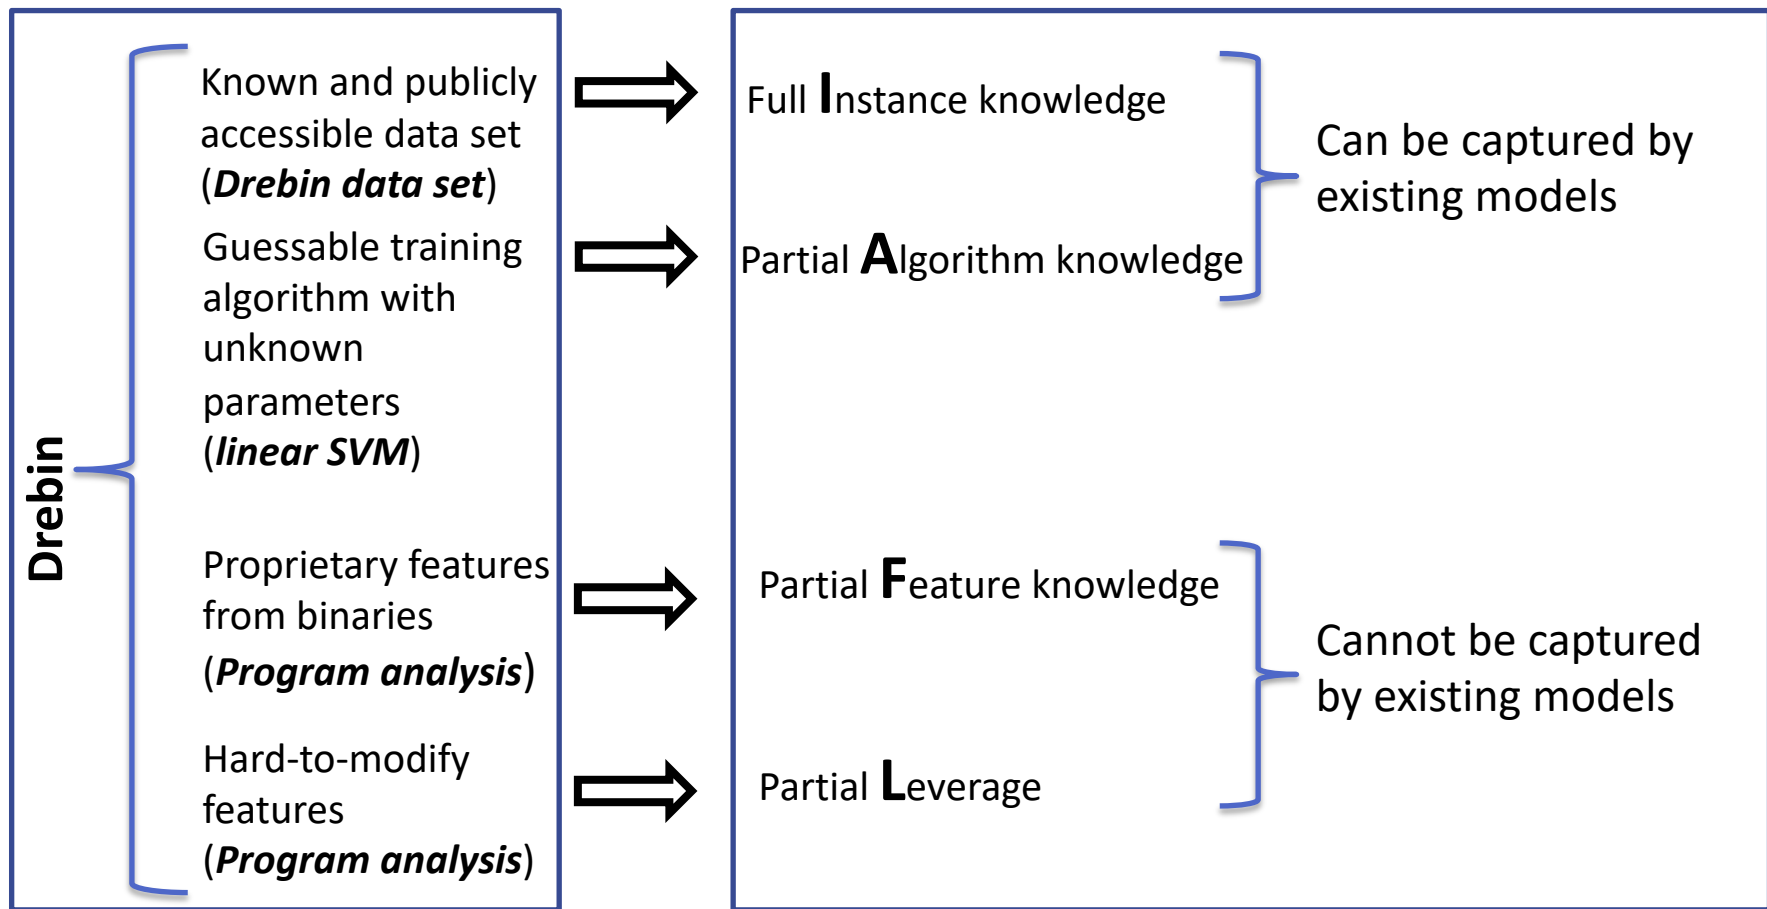 Drebin
Known and publicly
accessible data set
(Drebin data set)
Guessable training
algorithm with
unknown
parameters
(linear SVM)
Proprietary features
from binaries
(Program analysis)
Hard-to-modify
features
(Program analysis)
Full Instance knowledge
Partial Algorithm knowledge
Partial Feature knowledge
Partial Leverage
Can be captured by
existing models
Cannot be captured
by existing models